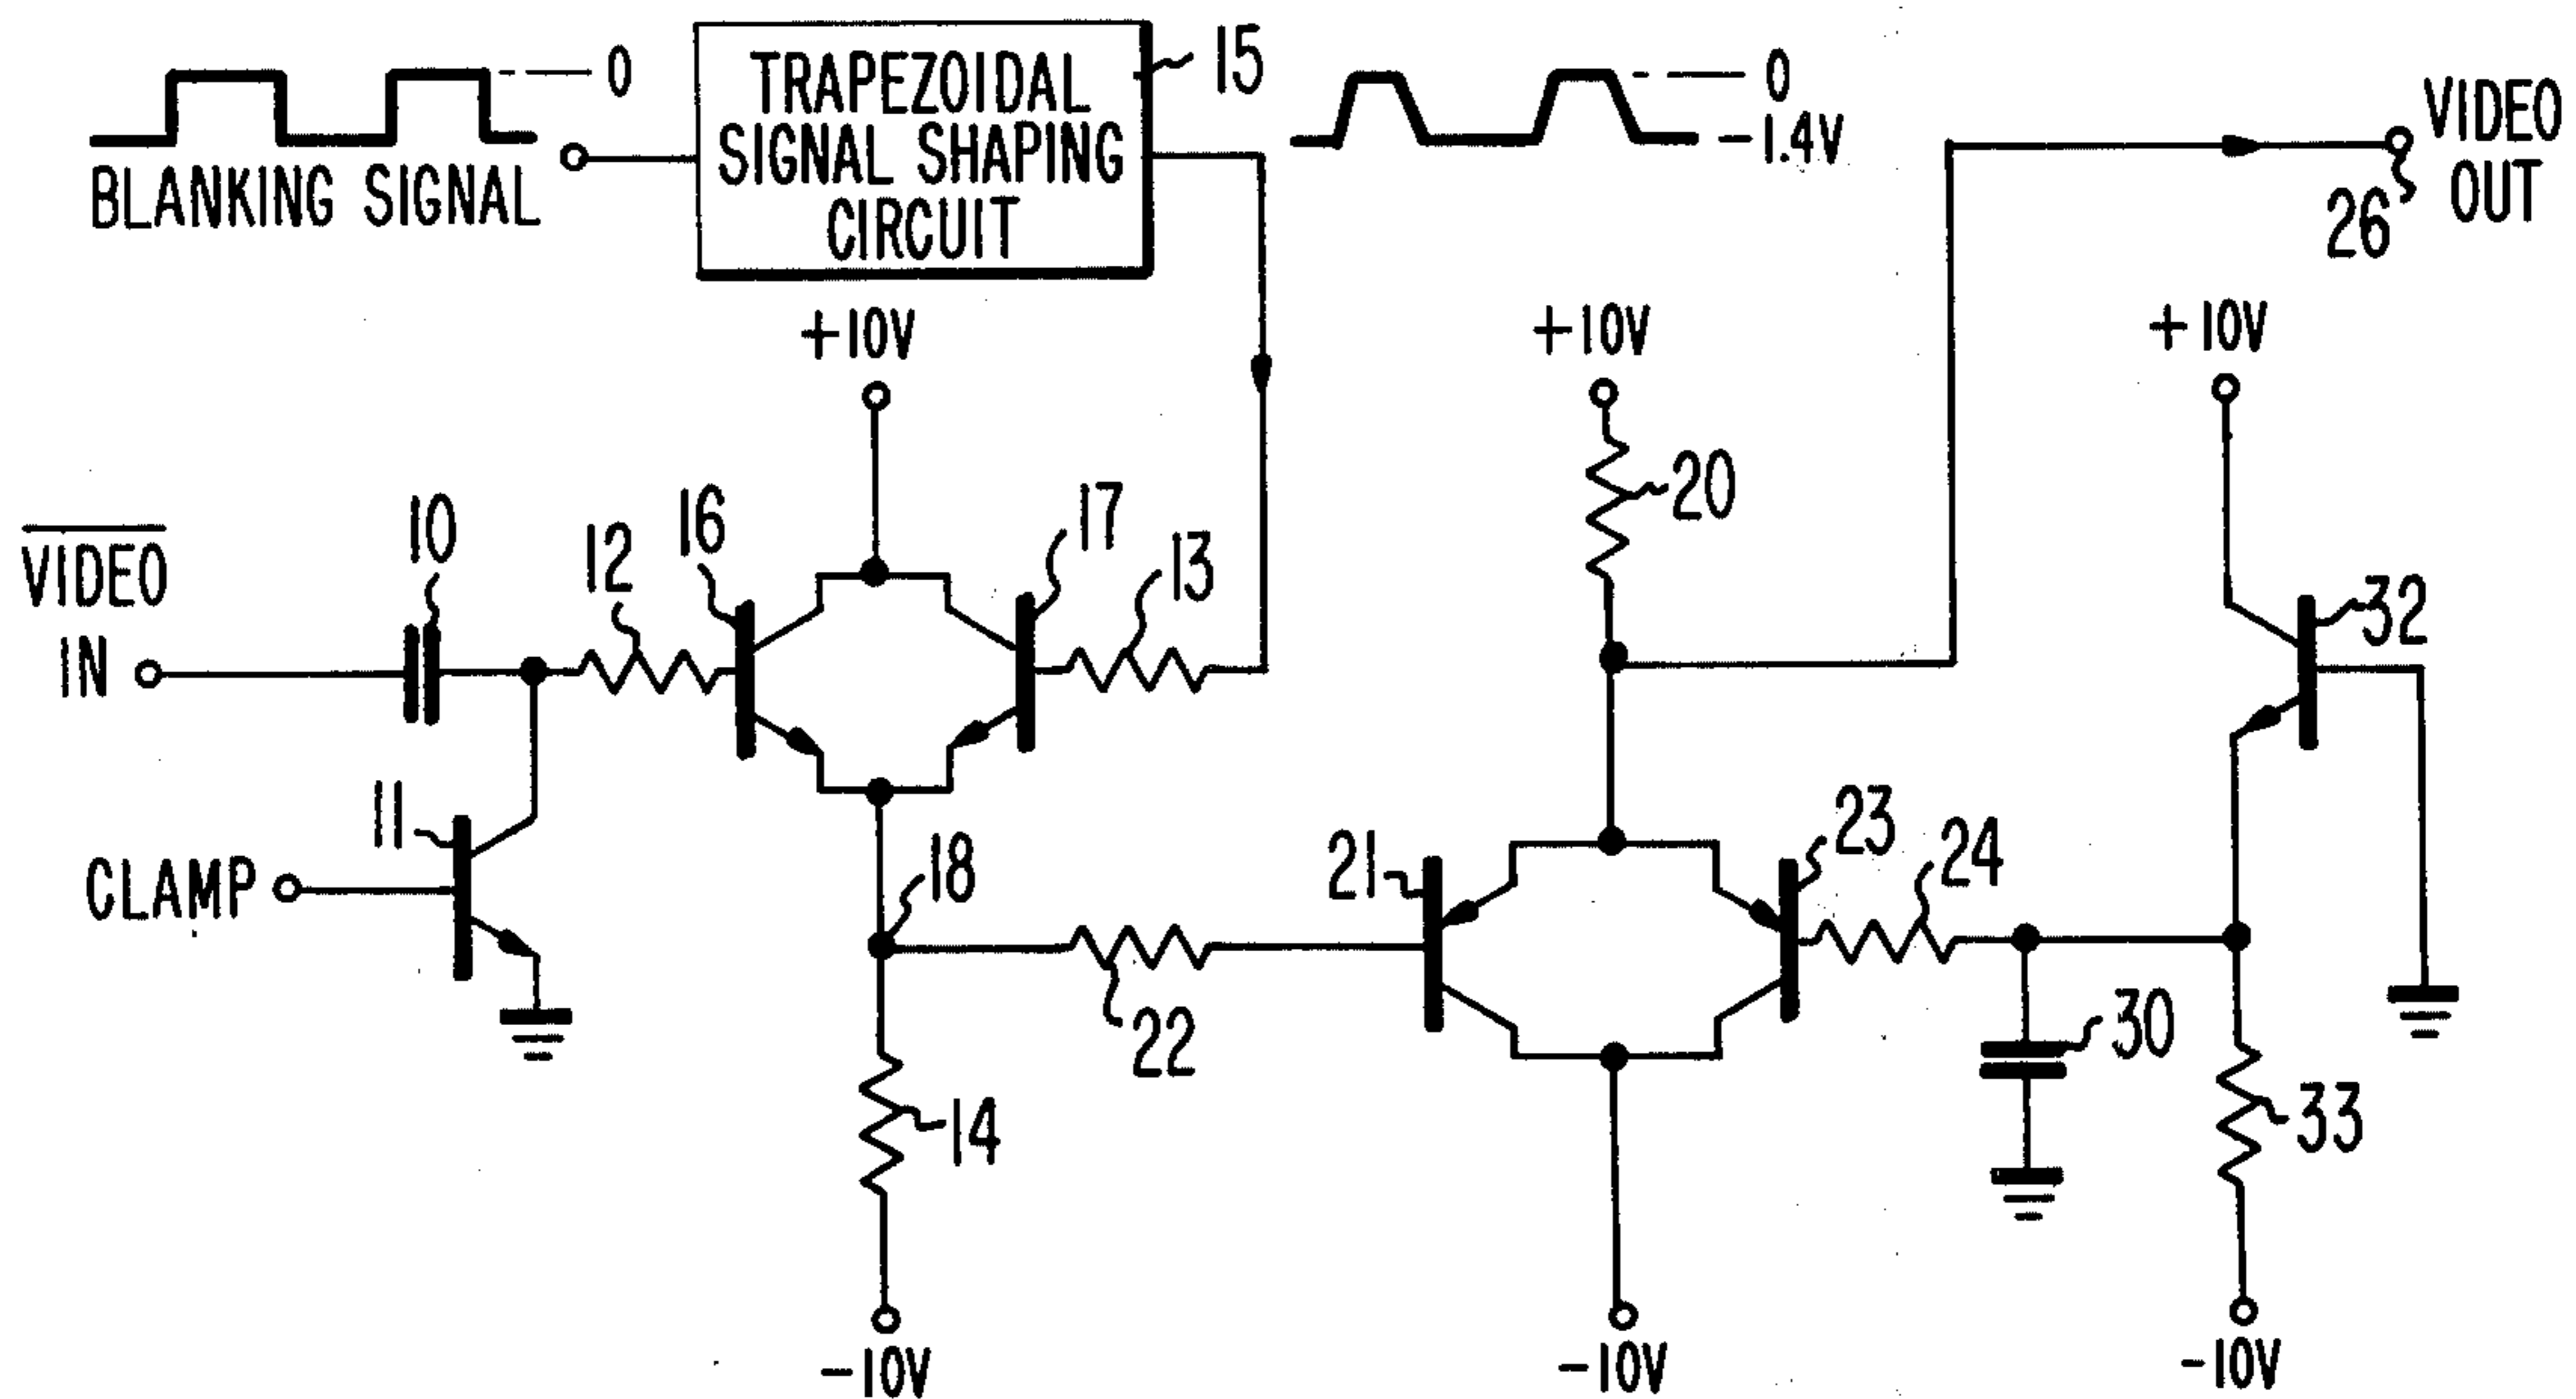 0
BLANKING SIGNAL
TRAPEZOIDAL
SIGNAL SHAPING
CIRCUIT
15
0
-1.4V
VIDEO
OUT
26
+10V
+10V
+10V
VIDEO
IN
10
12
16
17
13
20
32
11
CLAMP
18
21
23
24
22
14
30
33
-10V
-10V
-10V